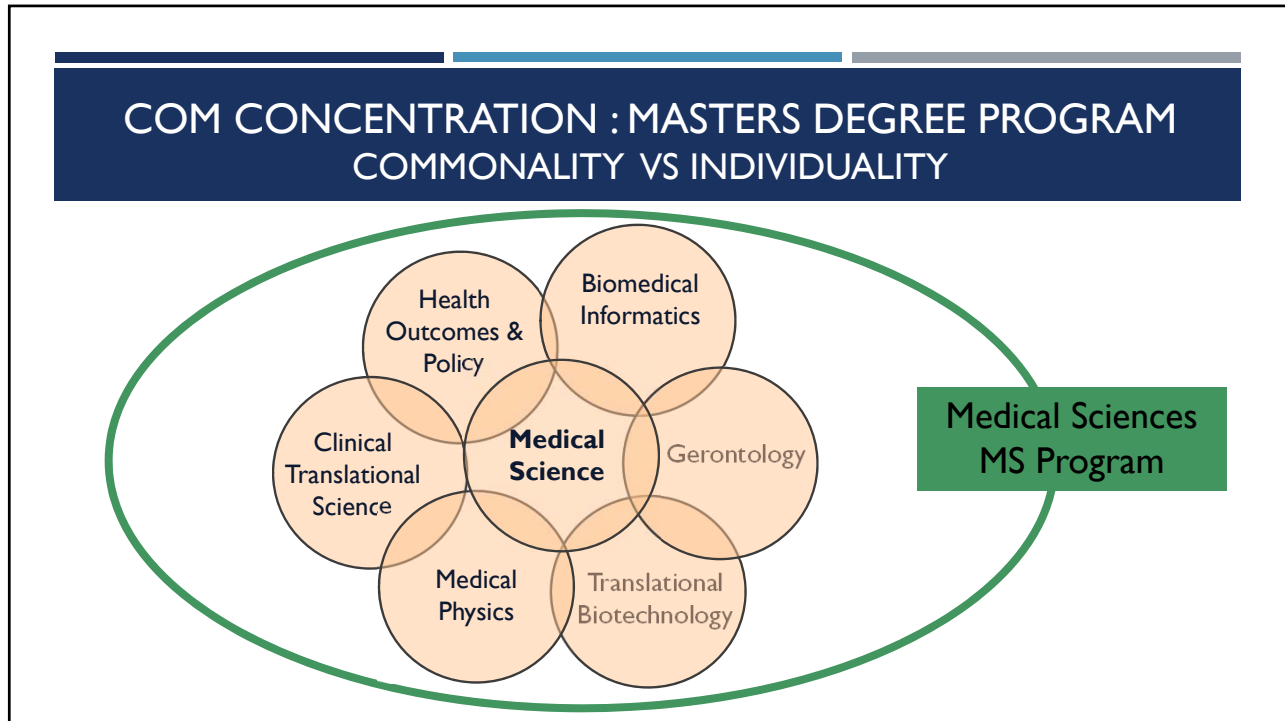 COM CONCENTRATION : MASTERS DEGREE PROGRAM
COMMONALITY VS INDIVIDUALITY
Biomedical
Informatics
Health
Outcomes &
Policy
Clinical
Translational
Science
Medical
Science
Gerontology
Medical
Physics
Translational
Biotechnology
Medical Sciences
MS Program